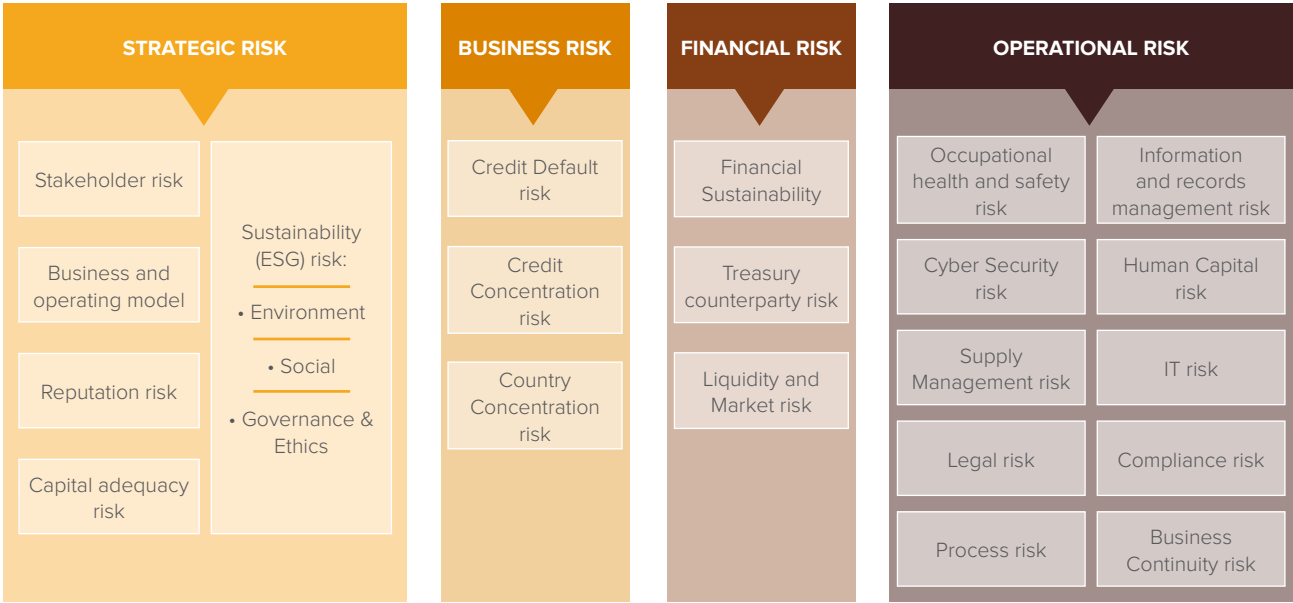 STRATEGIC RISK
Stakeholder risk
Business and
operating model
Reputation risk
Capital adequacy
risk
Sustainability
(ESG) risk:
• Environment
• Social
• Governance &
Ethics
BUSINESS RISK
Credit Default
risk
Credit
Concentration
risk
Country
Concentration
risk
FINANCIAL RISK
Financial
Sustainability
Treasury
counterparty risk
Liquidity and
Market risk
OPERATIONAL RISK
Occupational
health and safety
risk
Information
and records
management risk
Cyber Security
risk
Human Capital
risk
Supply
Management risk
IT risk
Legal risk
Compliance risk
Process risk
Business
Continuity risk